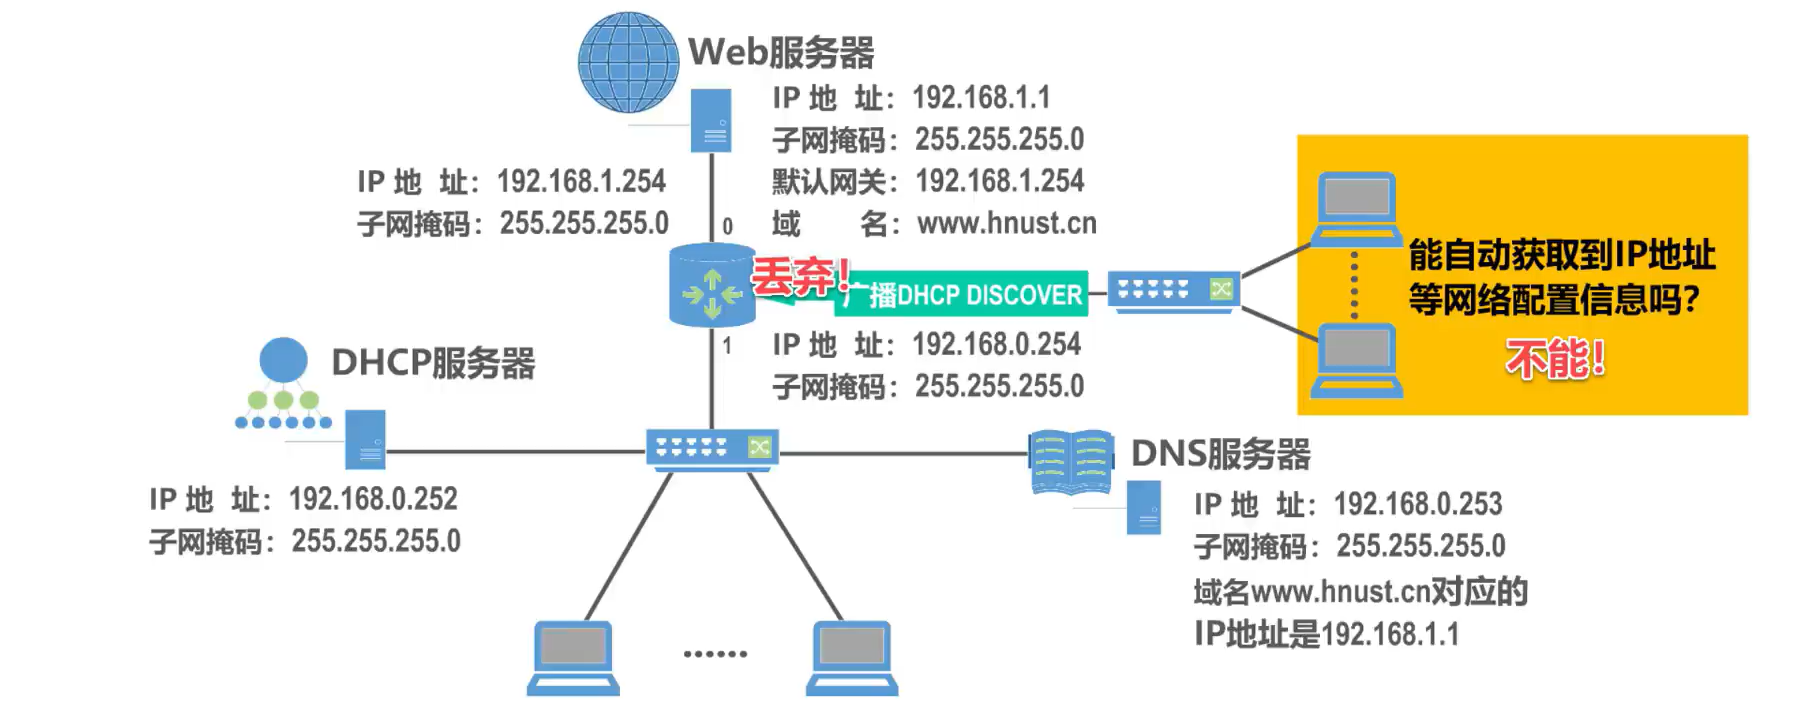 Web服务器
IP 地 址：192.168.1.1
子网掩码：255.255.255.0
默认网关：192.168.1.254
域 名：www.hnust.cn
IP 地 址：192.168.1.254
子网掩码：255.255.255.0
0
丢弃！
广播DHCP DISCOVER
能自动获取到IP地址
等网络配置信息吗？
不能！
1
IP 地 址：192.168.0.254
子网掩码：255.255.255.0
DHCP服务器
IP 地 址：192.168.0.252
子网掩码：255.255.255.0
DNS服务器
IP 地 址：192.168.0.253
子网掩码：255.255.255.0
域名www.hnust.cn对应的
IP地址是192.168.1.1